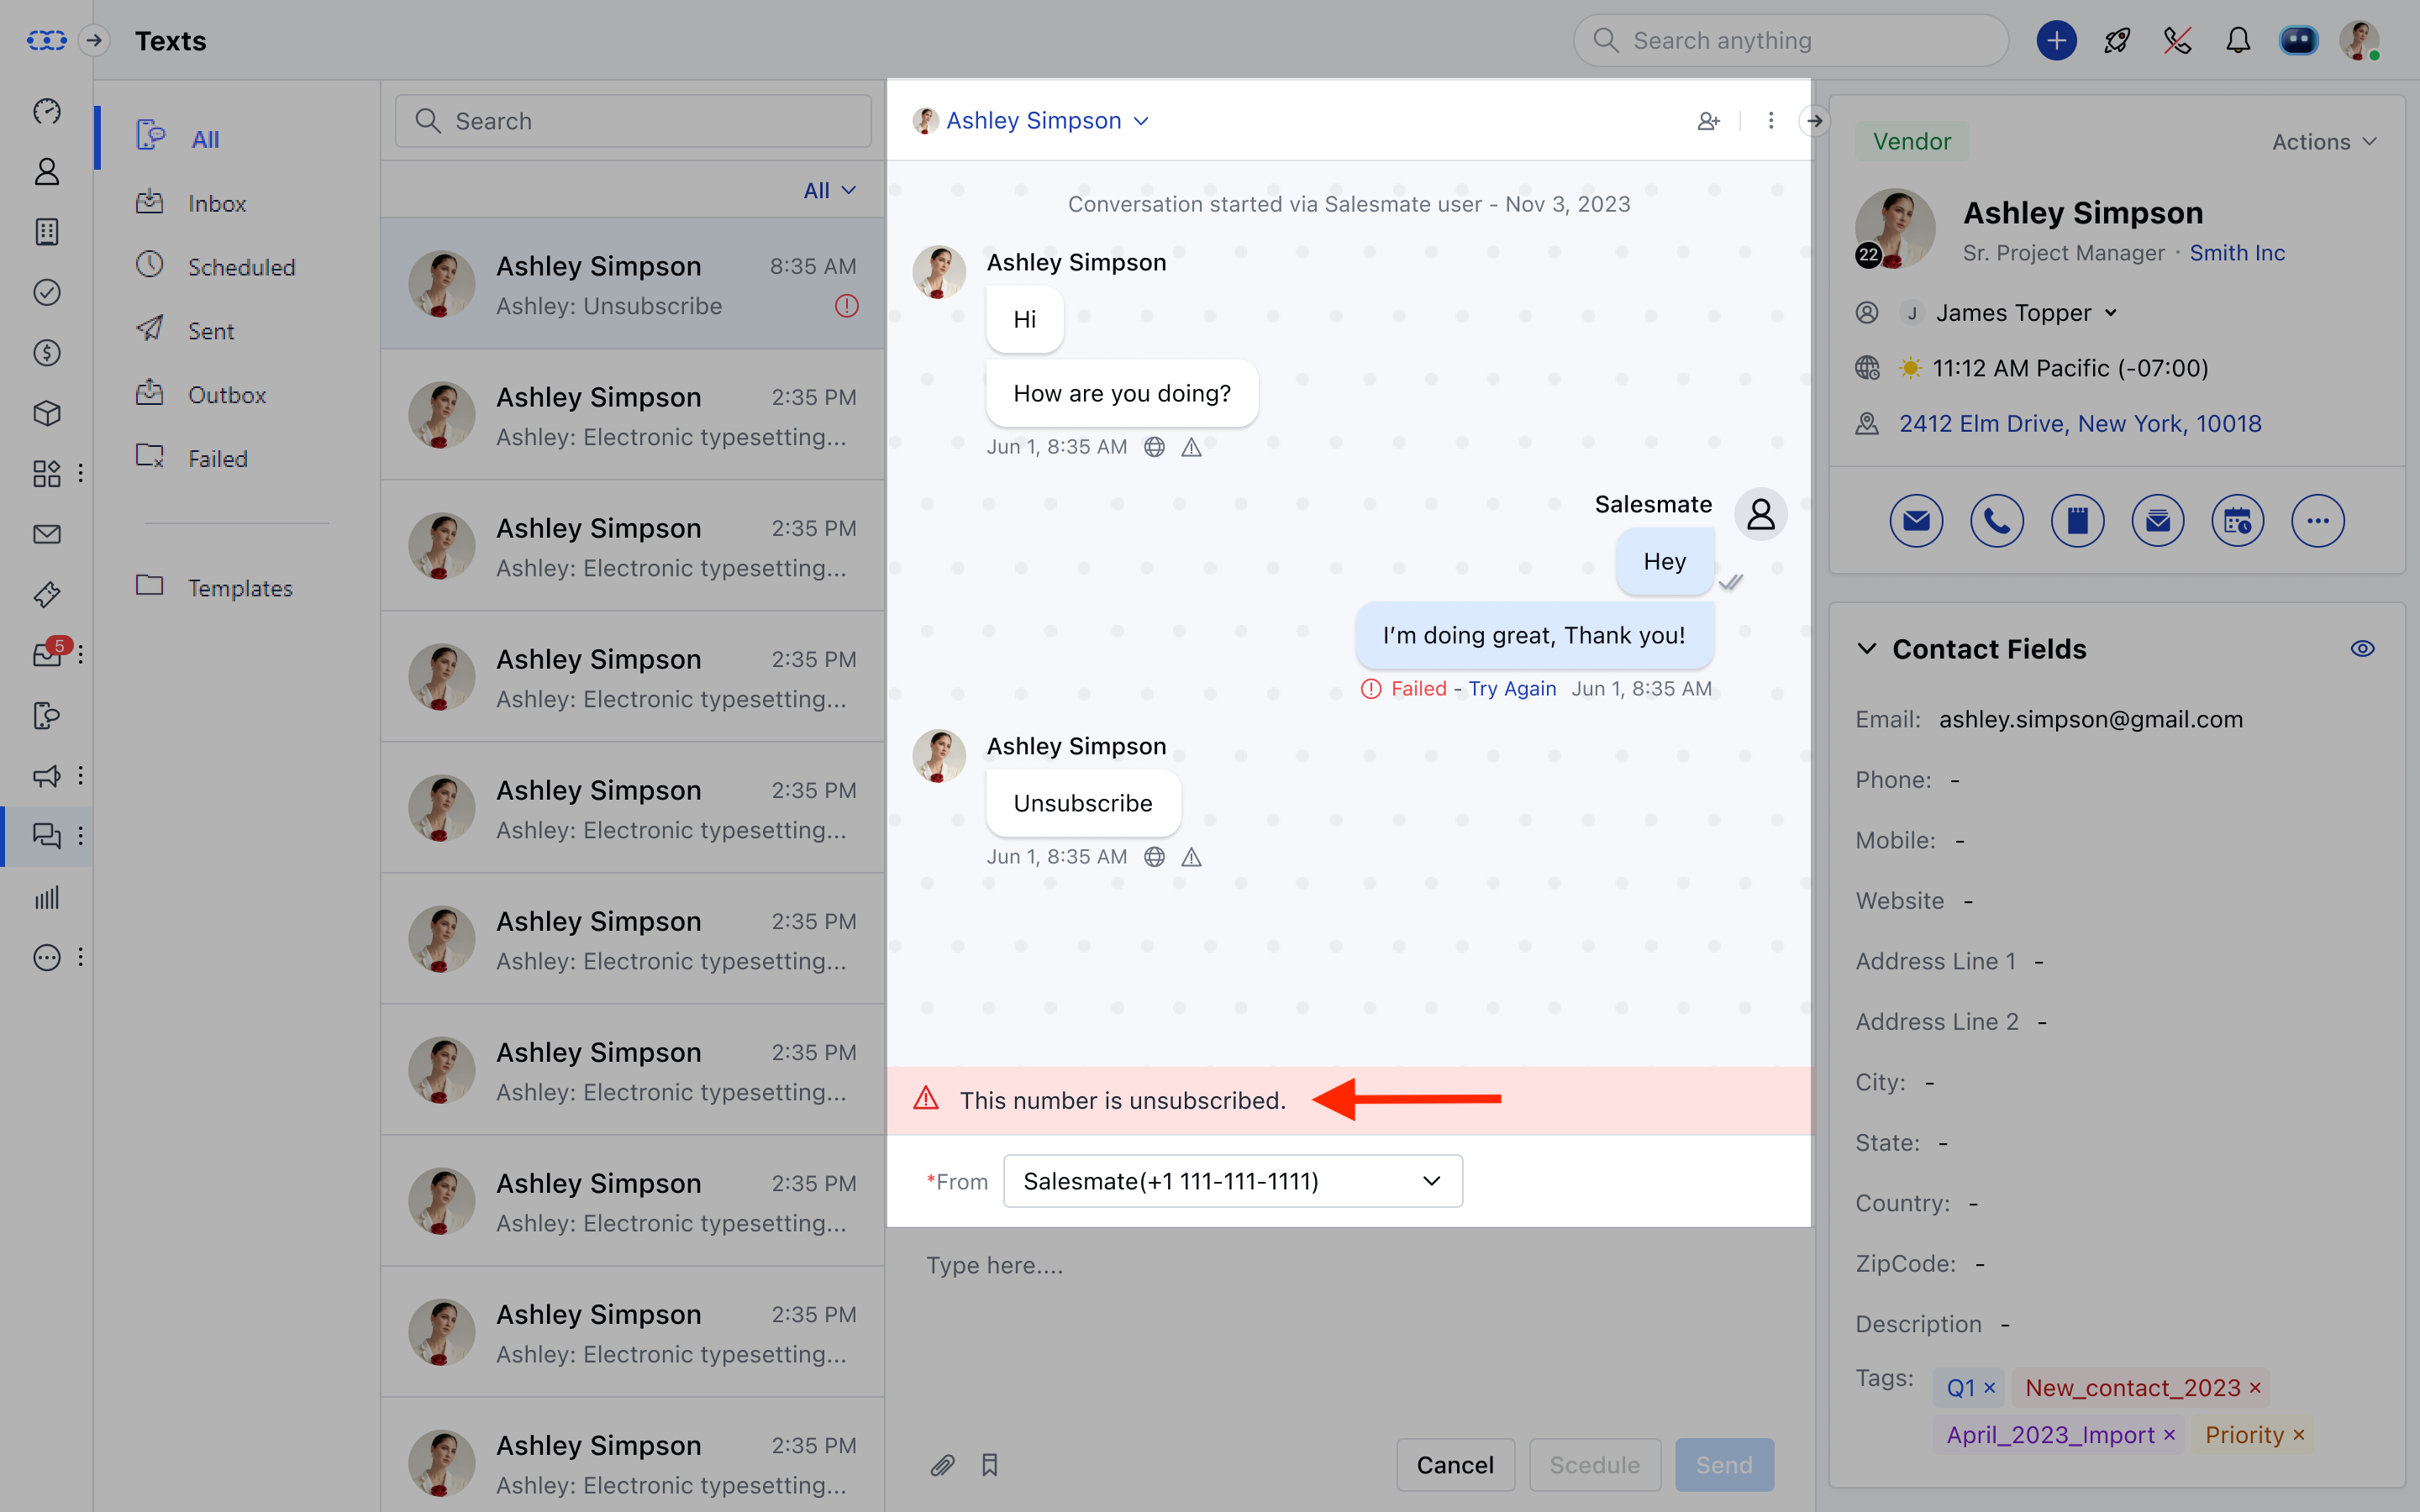 Texts
Search anything
All
Inbox
Scheduled
Sent
Outbox
Failed
Templates
5
Search
All
Ashley Simpson 8:35 AM
Ashley: Unsubscribe
Ashley Simpson 2:35 PM
Ashley: Electronic typesetting...
Ashley Simpson 2:35 PM
Ashley: Electronic typesetting...
Ashley Simpson 2:35 PM
Ashley: Electronic typesetting...
Ashley Simpson 2:35 PM
Ashley: Electronic typesetting...
Ashley Simpson 2:35 PM
Ashley: Electronic typesetting...
Ashley Simpson 2:35 PM
Ashley: Electronic typesetting...
Ashley Simpson 2:35 PM
Ashley: Electronic typesetting...
Ashley Simpson 2:35 PM
Ashley: Electronic typesetting...
Ashley Simpson 2:35 PM
Ashley: Electronic typesetting...
Ashley Simpson
Conversation started via Salesmate user - Nov 3, 2023
Ashley Simpson
Hi
How are you doing?
Jun 1, 8:35 AM
Salesmate
Hey
I’m doing great, Thank you!
Failed - Try Again Jun 1, 8:35 AM
Ashley Simpson
Unsubscribe
Jun 1, 8:35 AM
This number is unsubscribed.
*From Salesmate(+1 111-111-1111)
Type here....
Cancel Scedule Send
Vendor Actions
Ashley Simpson
22 Sr. Project Manager · Smith Inc
J James Topper
11:12 AM Pacific (-07:00)
2412 Elm Drive, New York, 10018
Contact Fields
Email: ashley.simpson@gmail.com
Phone: -
Mobile: -
Website -
Address Line 1 -
Address Line 2 -
City: -
State: -
Country: -
ZipCode: -
Description -
Tags: Q1 × New_contact_2023 ×
April_2023_Import × Priority ×